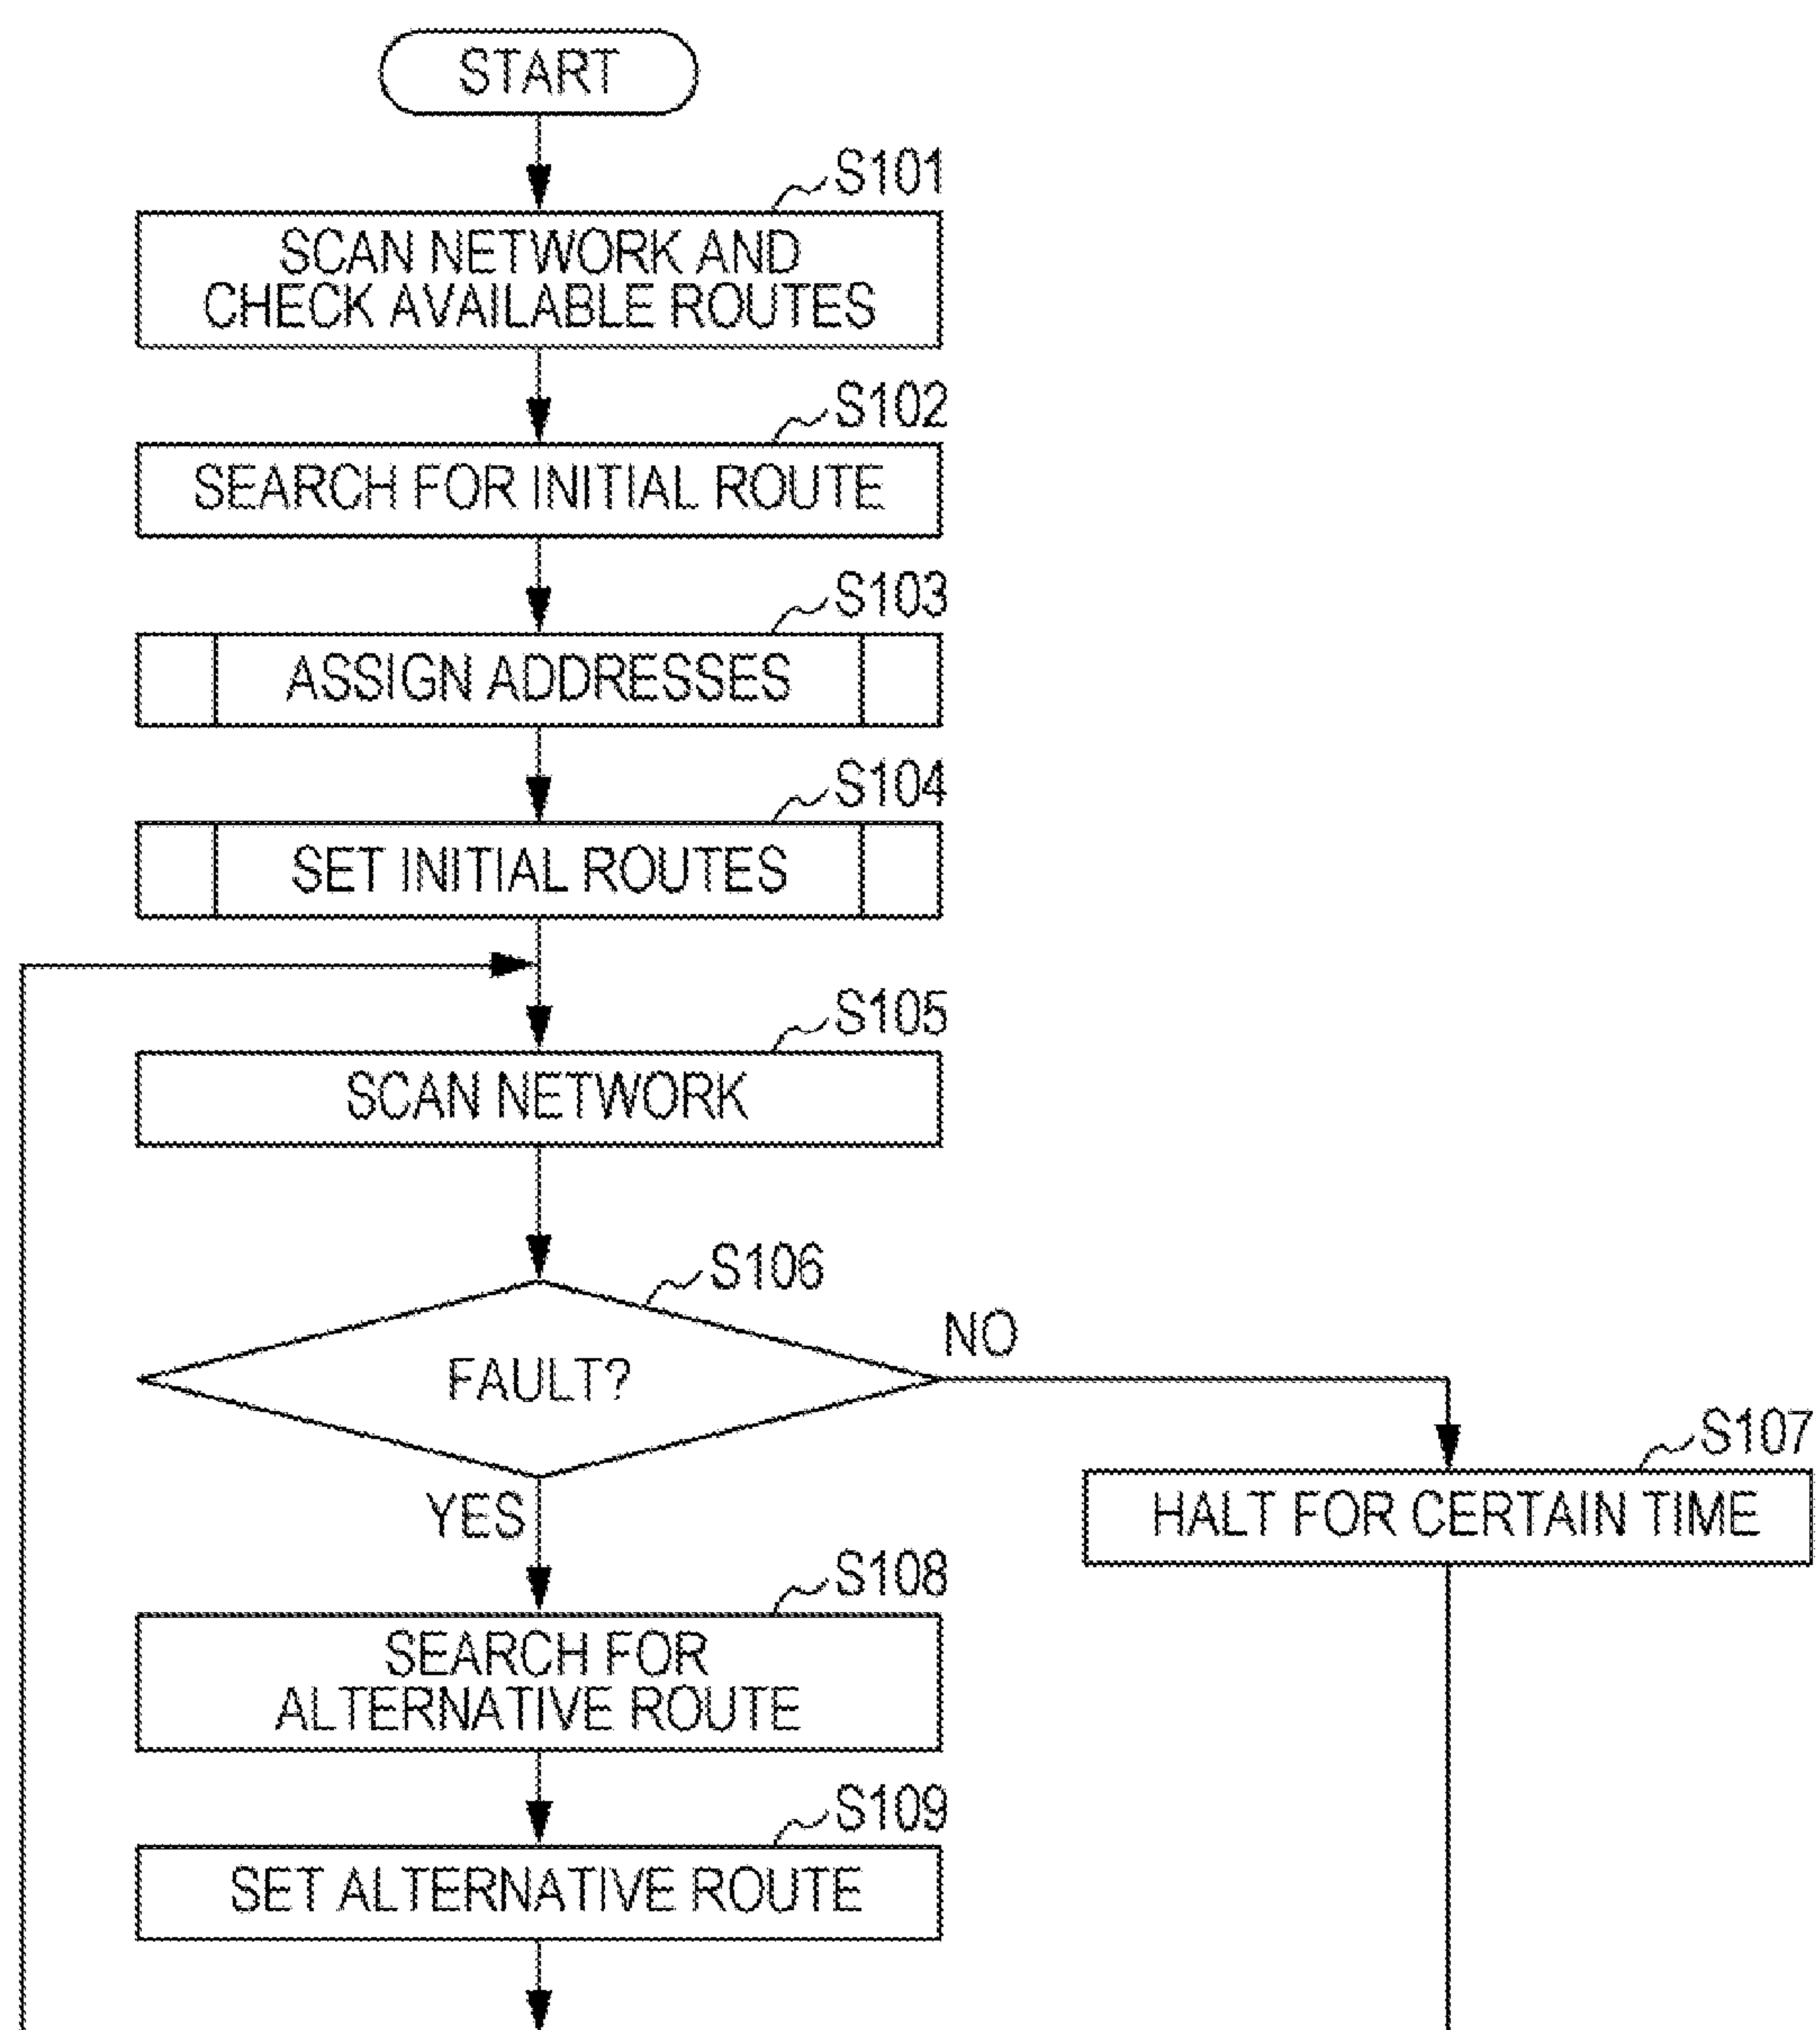 START
S101
SCAN NETWORK AND
CHECK AVAILABLE ROUTES
S102
SEARCH FOR INITIAL ROUTE
S103
ASSIGN ADDRESSES
S104
SET INITIAL ROUTES
S105
SCAN NETWORK
S106
FAULT?
NO
YES
S107
HALT FOR CERTAIN TIME
S108
SEARCH FOR
ALTERNATIVE ROUTE
S109
SET ALTERNATIVE ROUTE